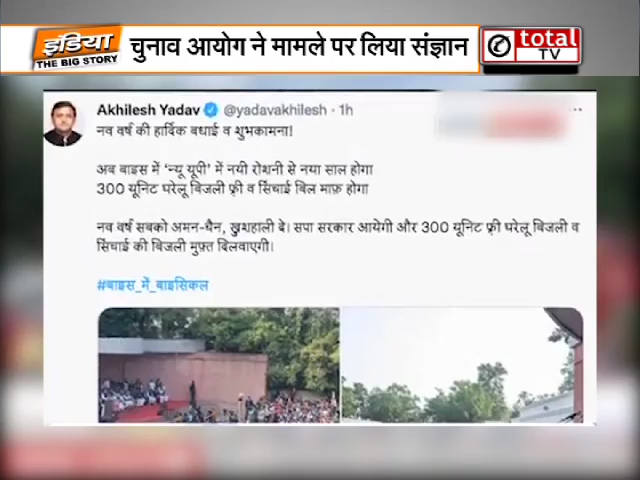 इंडिया
THE BIG STORY
चुनाव आयोग ने मामले पर लिया संज्ञान
total
TV
Akhilesh Yadav @yadavakhilesh · 1h
नव वर्ष की हार्दिक बधाई व शुभकामना!
अब बाइस में ‘न्यू यूपी’ में नयी रोशनी से नया साल होगा
300 यूनिट घरेलू बिजली फ़्री व सिंचाई बिल माफ़ होगा
नव वर्ष सबको अमन-चैन, ख़ुशहाली दे। सपा सरकार आयेगी और 300 यूनिट फ़्री घरेलू बिजली व
सिंचाई की बिजली मुफ़्त दिलवाएगी।
#बाइस_में_बाइसिकल